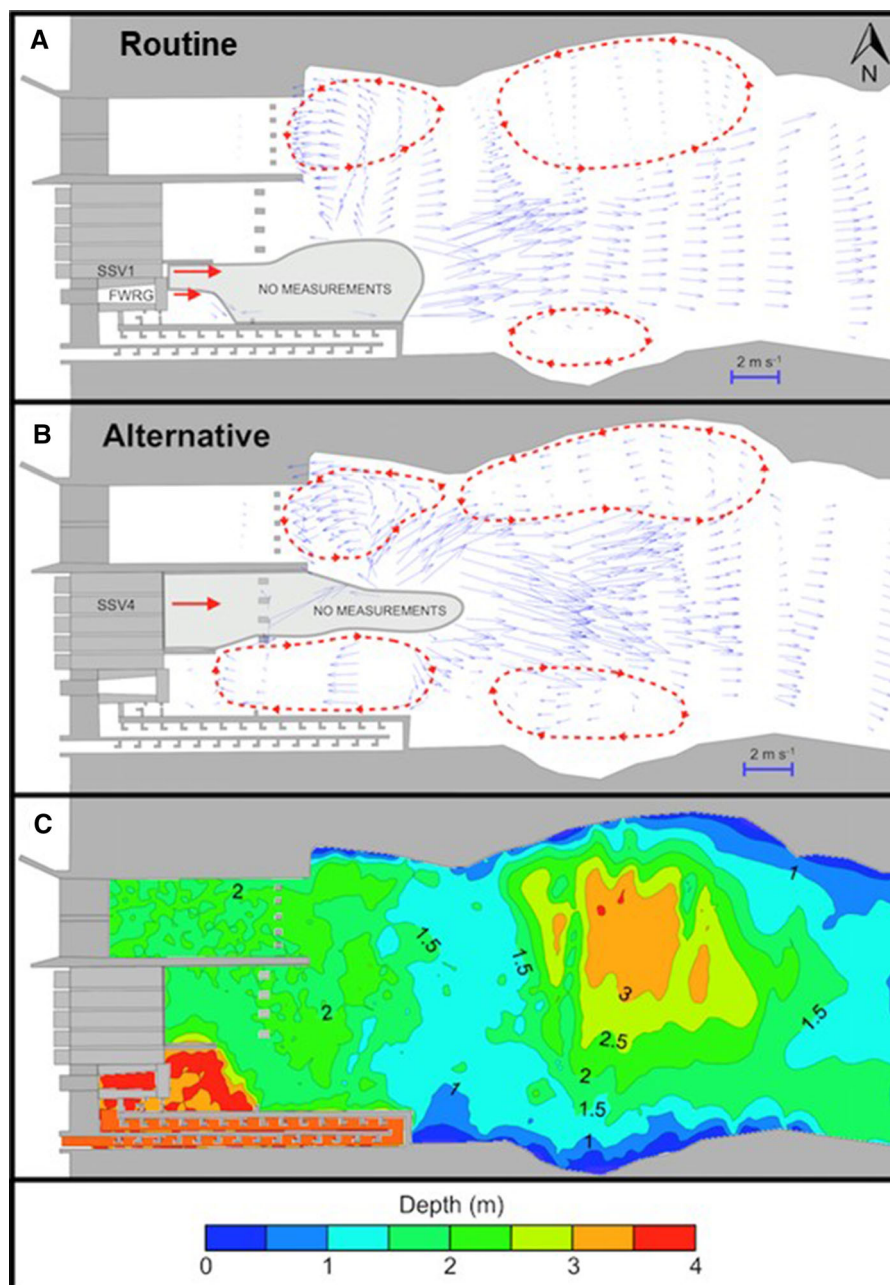 A
Routine
N
SSV1
FWRG
NO MEASUREMENTS
2 m s⁻¹
B
Alternative
SSV4
NO MEASUREMENTS
2 m s⁻¹
C
2
1
1.5
1.5
2
3
1.5
2.5
2
1
1.5
1
Depth (m)
0 1 2 3 4